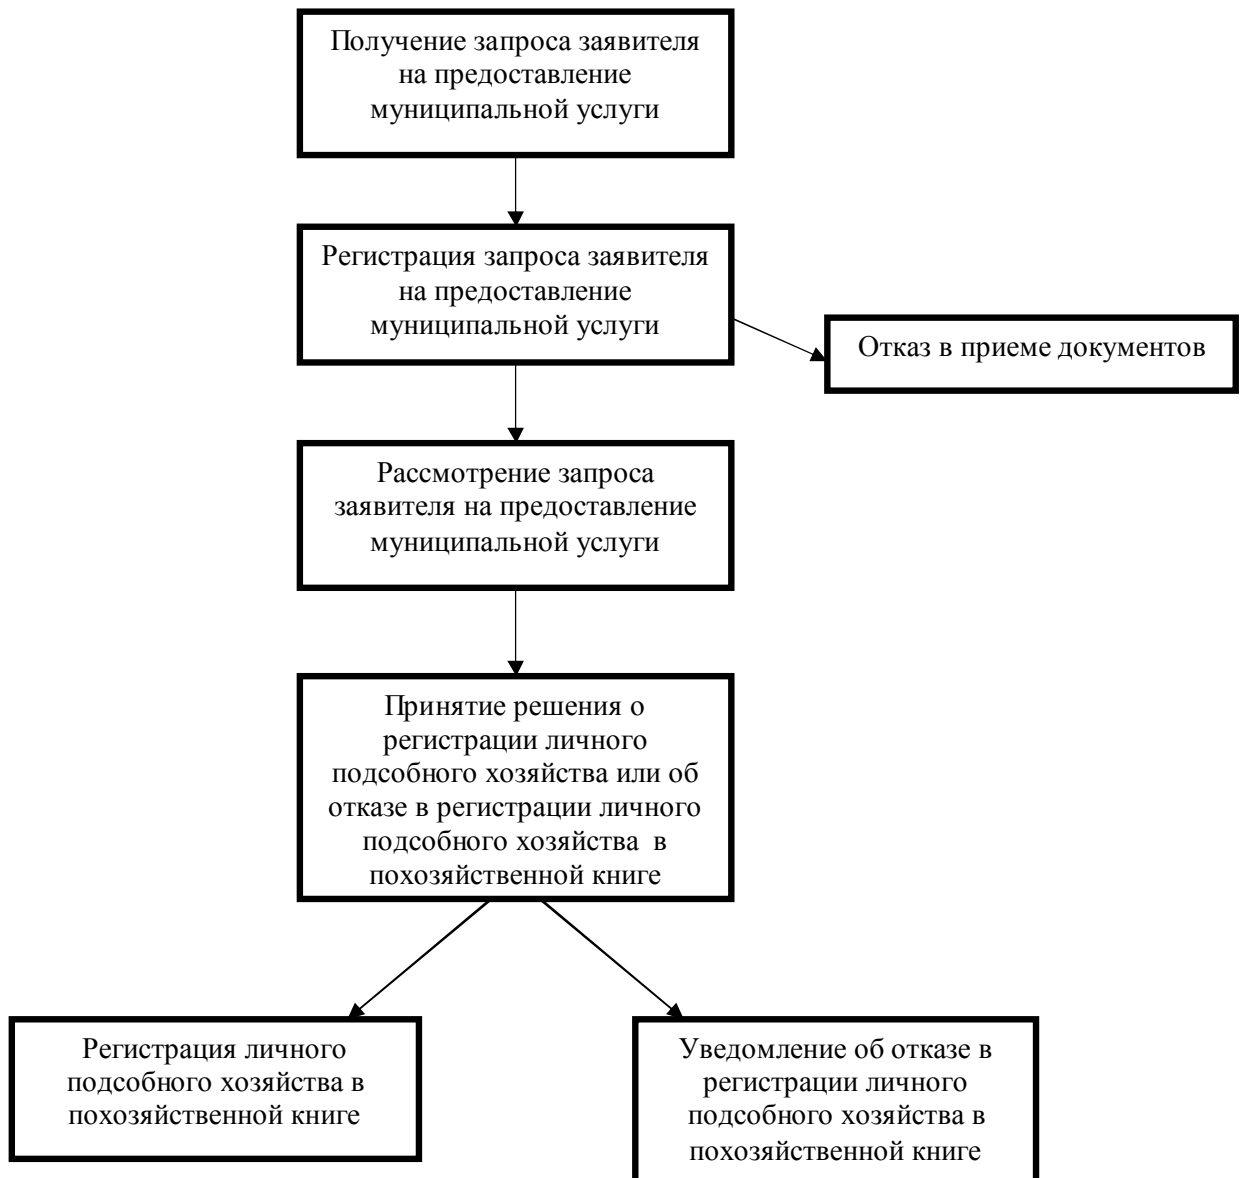 Получение запроса заявителя
на предоставление
муниципальной услуги
Регистрация запроса заявителя
на предоставление
муниципальной услуги
Отказ в приеме документов
Рассмотрение запроса
заявителя на предоставление
муниципальной услуги
Принятие решения о
регистрации личного
подсобного хозяйства или об
отказе в регистрации личного
подсобного хозяйства  в
похозяйственной книге
Регистрация личного
подсобного хозяйства в
похозяйственной книге
Уведомление об отказе в
регистрации личного
подсобного хозяйства в
похозяйственной книге